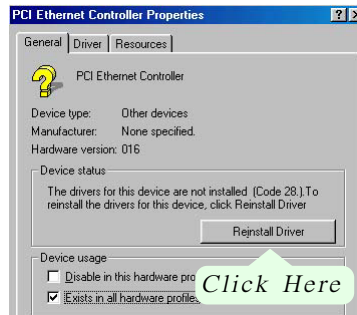 PCI Ethernet Controller Properties
General Driver Resources
PCI Ethernet Controller
Device type: Other devices
Manufacturer: None specified.
Hardware version: 016
Device status
The drivers for this device are not installed (Code 28.).To
reinstall the drivers for this device, click Reinstall Driver
Reinstall Driver
Device usage
Disable in this hardware
Exists in all hardware
Click Here